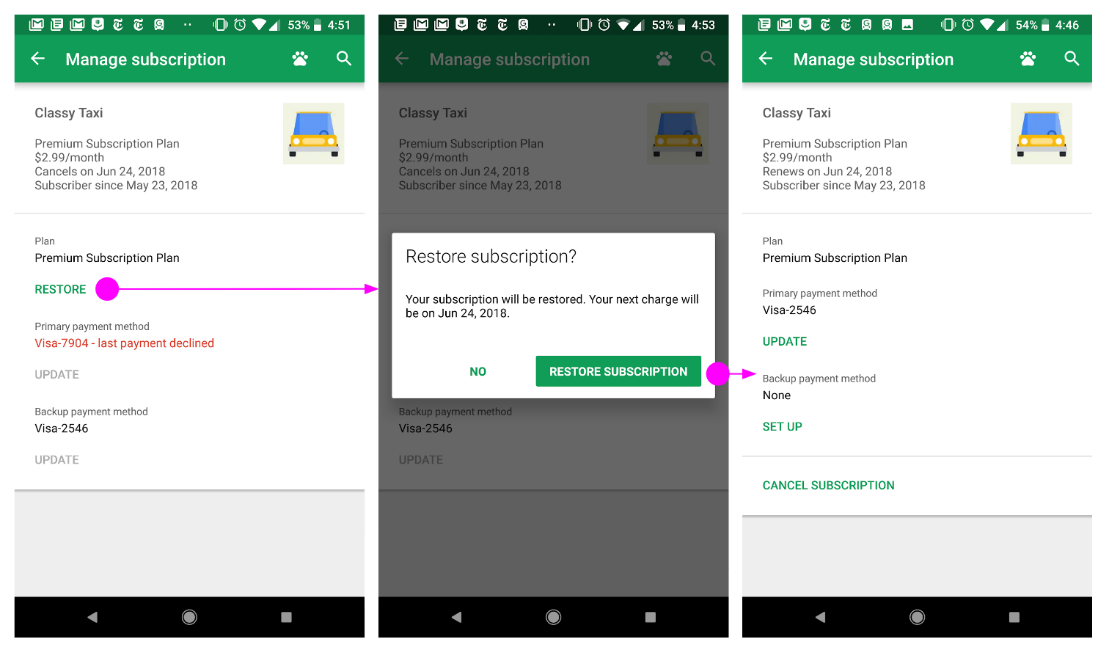 53% 4:51
Manage subscription
Classy Taxi
Premium Subscription Plan
$2.99/month
Cancels on Jun 24, 2018
Subscriber since May 23, 2018
Plan
Premium Subscription Plan
RESTORE
Primary payment method
Visa-7904 - last payment declined
UPDATE
Backup payment method
Visa-2546
UPDATE
53% 4:53
Manage subscription
Classy Taxi
Premium Subscription Plan
$2.99/month
Cancels on Jun 24, 2018
Subscriber since May 23, 2018
Restore subscription?
Your subscription will be restored. Your next charge will
be on Jun 24, 2018.
NO RESTORE SUBSCRIPTION
Backup payment method
Visa-2546
UPDATE
54% 4:46
Manage subscription
Classy Taxi
Premium Subscription Plan
$2.99/month
Renews on Jun 24, 2018
Subscriber since May 23, 2018
Plan
Premium Subscription Plan
Primary payment method
Visa-2546
UPDATE
Backup payment method
None
SET UP
CANCEL SUBSCRIPTION